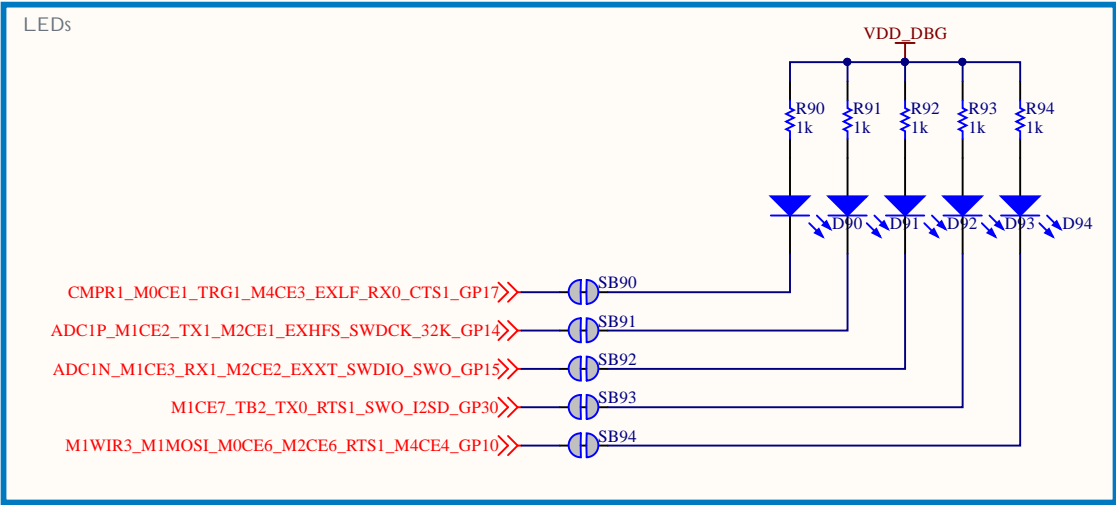 LEDs
VDD_DBG
R90 R91 R92 R93 R94
1k 1k 1k 1k 1k
D90 D91 D92 D93 D94
CMPR1_M0CE1_TRG1_M4CE3_EXLF_RX0_CTS1_GP17 SB90
ADC1P_M1CE2_TX1_M2CE1_EXHFS_SWDCK_32K_GP14 SB91
ADC1N_M1CE3_RX1_M2CE2_EXXT_SWDIO_SWO_GP15 SB92
M1CE7_TB2_TX0_RTS1_SWO_I2SD_GP30 SB93
M1WIR3_M1MOSI_M0CE6_M2CE6_RTS1_M4CE4_GP10 SB94